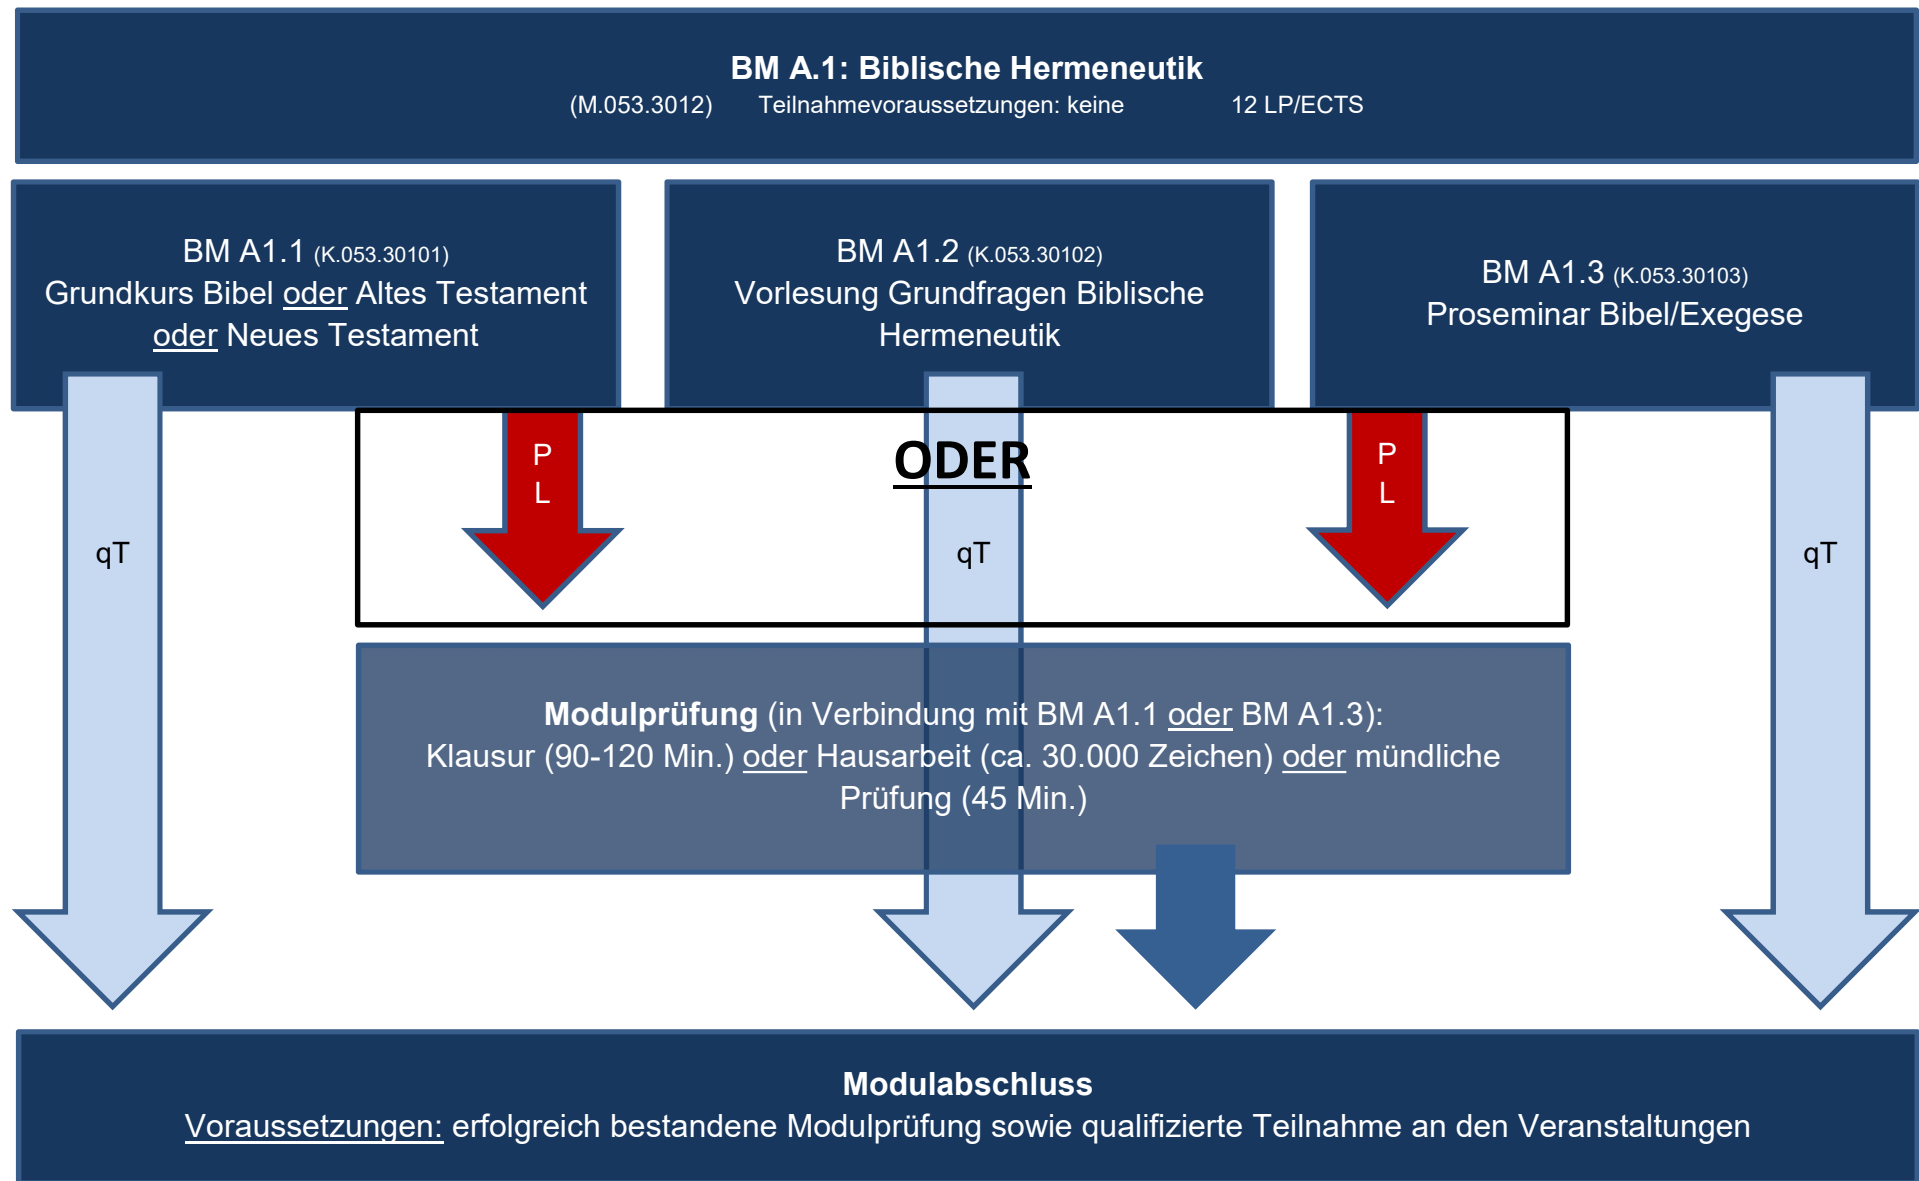 BM A.1: Biblische Hermeneutik
(M.053.3012) Teilnahmevoraussetzungen: keine 12 LP/ECTS
BM A1.1 (K.053.30101)
Grundkurs Bibel oder Altes Testament
oder Neues Testament
BM A1.2 (K.053.30102)
Vorlesung Grundfragen Biblische
Hermeneutik
BM A1.3 (K.053.30103)
Proseminar Bibel/Exegese
qT
P
L
ODER
qT
P
L
qT
Modulprüfung (in Verbindung mit BM A1.1 oder BM A1.3):
Klausur (90-120 Min.) oder Hausarbeit (ca. 30.000 Zeichen) oder mündliche
Prüfung (45 Min.)
Modulabschluss
Voraussetzungen: erfolgreich bestandene Modulprüfung sowie qualifizierte Teilnahme an den Veranstaltungen